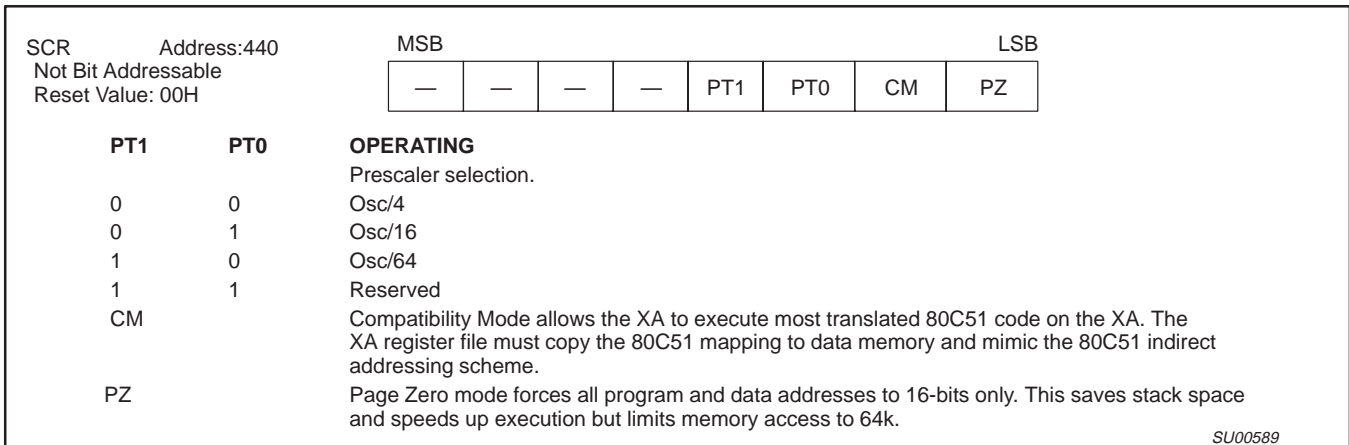 SCR Address:440 MSB LSB
Not Bit Addressable
Reset Value: 00H — — — — PT1 PT0 CM PZ
PT1 PT0 OPERATING
Prescaler selection.
0 0 Osc/4
0 1 Osc/16
1 0 Osc/64
1 1 Reserved
CM Compatibility Mode allows the XA to execute most translated 80C51 code on the XA. The
XA register file must copy the 80C51 mapping to data memory and mimic the 80C51 indirect
addressing scheme.
PZ Page Zero mode forces all program and data addresses to 16-bits only. This saves stack space
and speeds up execution but limits memory access to 64k.
SU00589